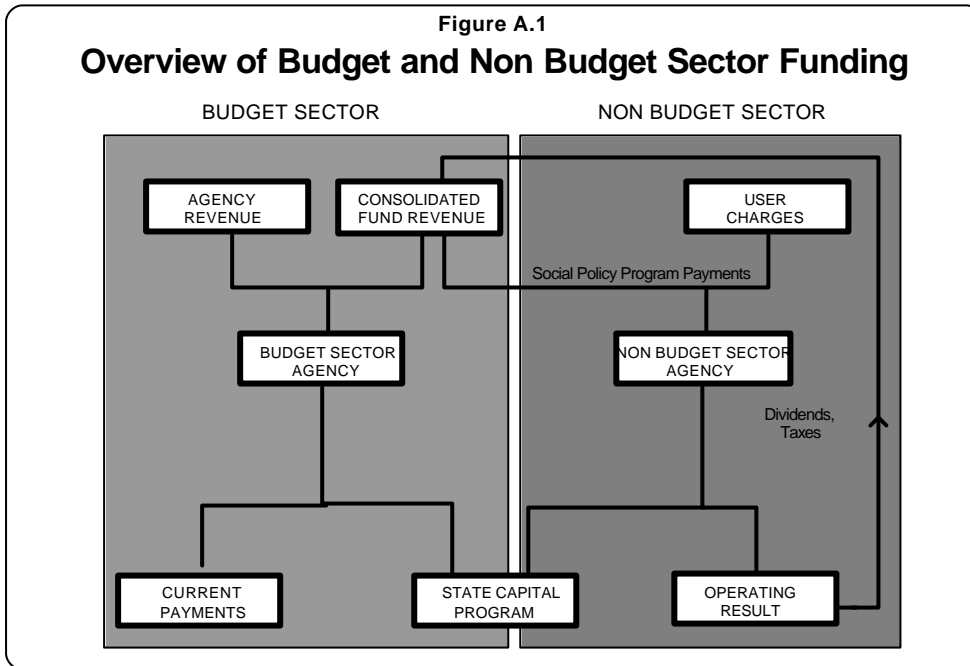 Figure A.1
Overview of Budget and Non Budget Sector Funding
BUDGET SECTOR
NON BUDGET SECTOR
AGENCY
REVENUE
CONSOLIDATED
FUND REVENUE
USER
CHARGES
Social Policy Program Payments
BUDGET SECTOR
AGENCY
NON BUDGET SECTOR
AGENCY
Dividends,
Taxes
CURRENT
PAYMENTS
STATE CAPITAL
PROGRAM
OPERATING
RESULT